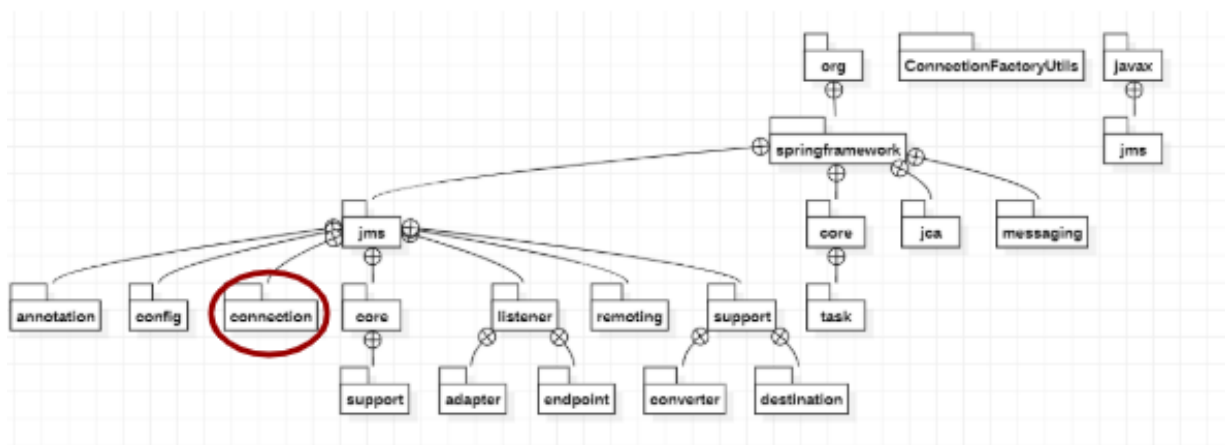 org
ConnectionFactoryUtils
javax
springframework
jms
jms
core
jca
messaging
annotation
config
connection
core
listener
remoting
support
task
support
adapter
endpoint
converter
destination